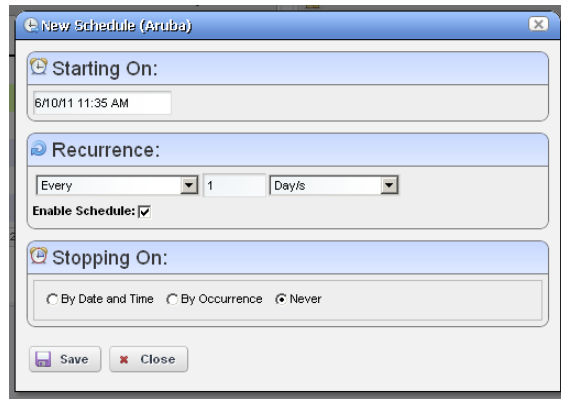 New Schedule (Aruba)
Starting On:
6/10/11 11:35 AM
Recurrence:
Every 1 Day/s
Enable Schedule:
Stopping On:
By Date and Time By Occurrence Never
Save Close